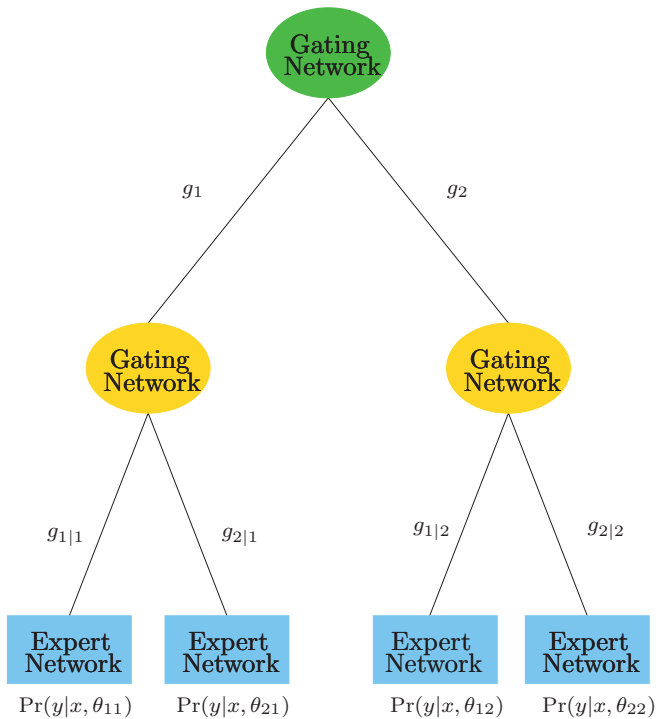 Gating
Network
g₁
g₂
Gating
Network
Gating
Network
g₁|₁
g₂|₁
g₁|₂
g₂|₂
Expert
Network
Expert
Network
Expert
Network
Expert
Network
Pr(y|x, θ₁₁)
Pr(y|x, θ₂₁)
Pr(y|x, θ₁₂)
Pr(y|x, θ₂₂)